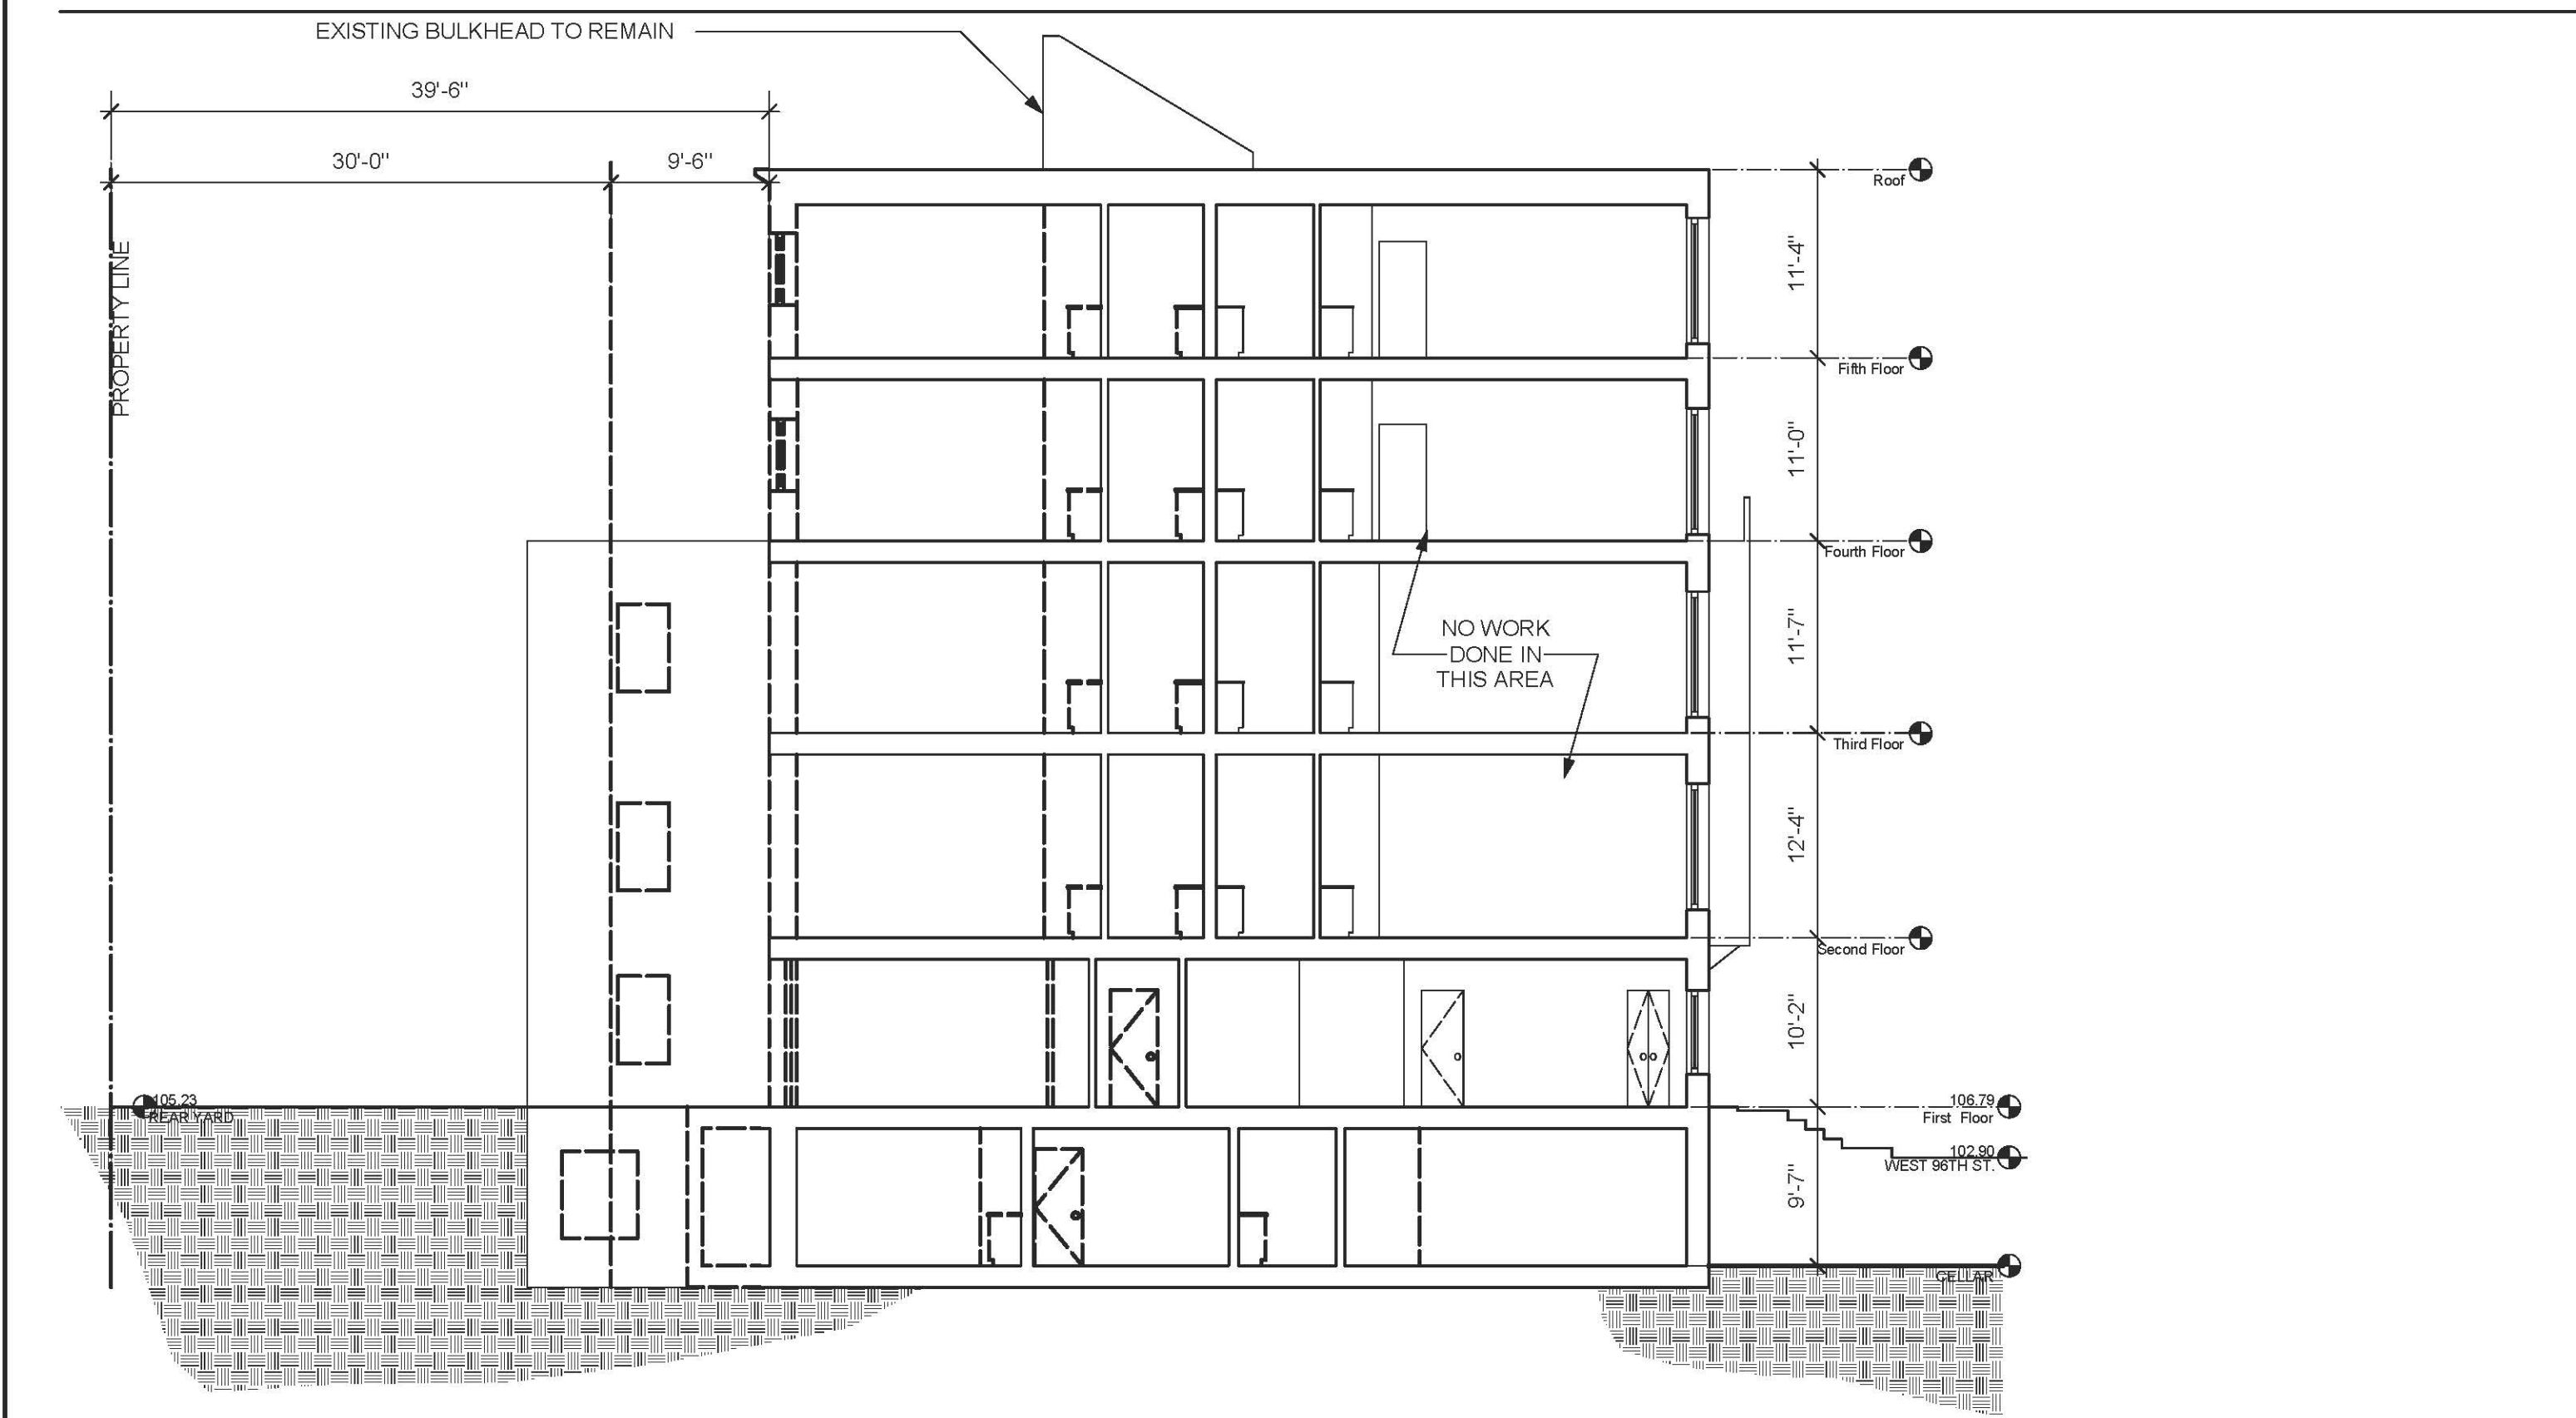 EXISTING BULKHEAD TO REMAIN
39'-6"
30'-0"
9'-6"
PROPERTY LINE
Roof
11'-4"
Fifth Floor
11'-0"
Fourth Floor
NO WORK
DONE IN
THIS AREA
11'-7"
Third Floor
12'-4"
Second Floor
10'-2"
105.23
REAR YARD
106.79
First Floor
102.90
WEST 96TH ST.
9'-7"
CELLAR